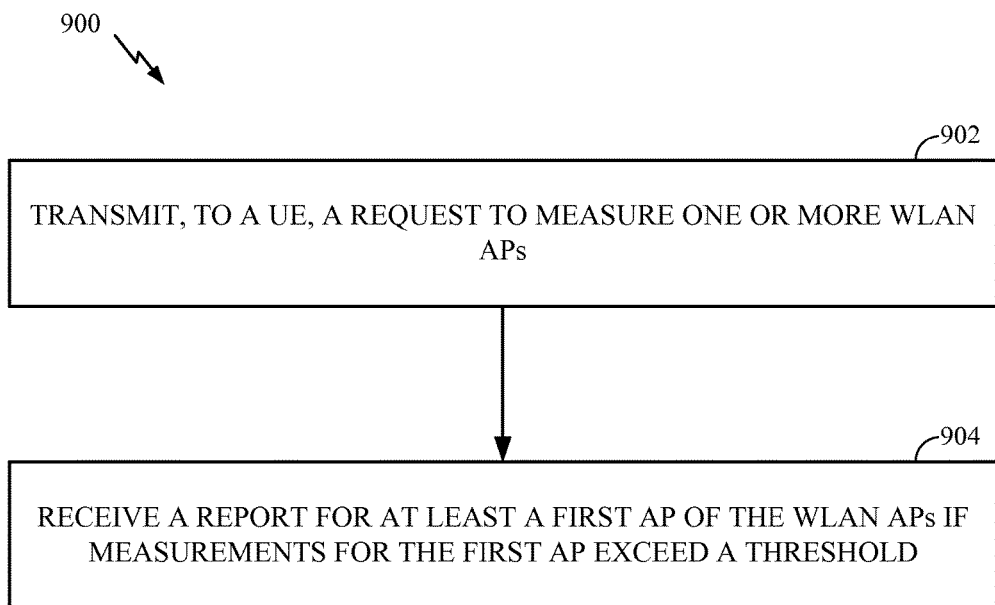 900
902
TRANSMIT, TO A UE, A REQUEST TO MEASURE ONE OR MORE WLAN
APs
904
RECEIVE A REPORT FOR AT LEAST A FIRST AP OF THE WLAN APs IF
MEASUREMENTS FOR THE FIRST AP EXCEED A THRESHOLD